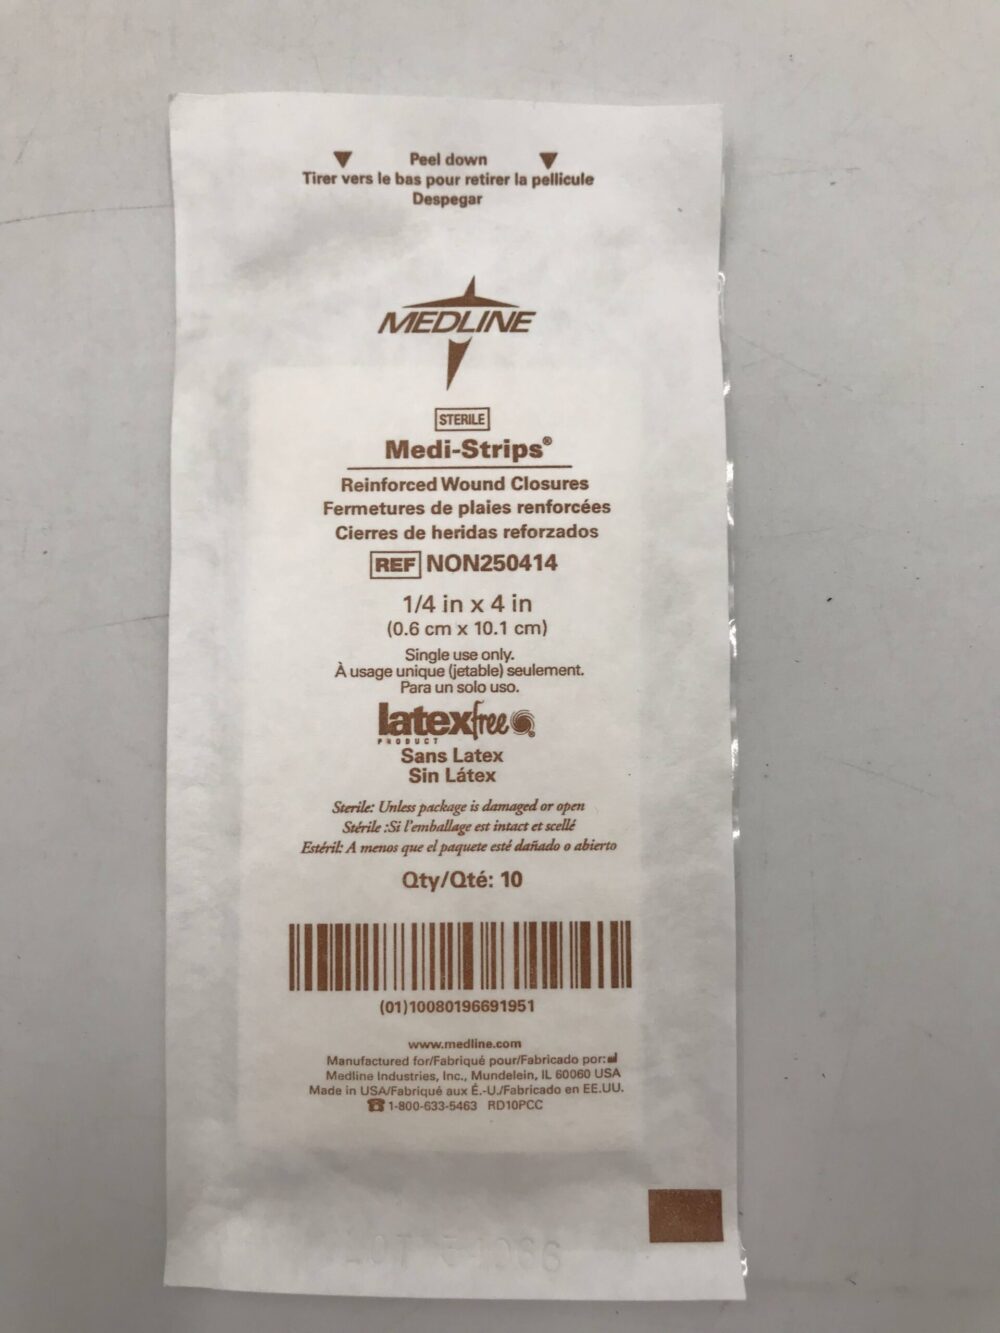 Peel down
Tirer vers le bas pour retirer la pellicule
Despegar
MEDLINE
STERILE
Medi-Strips®
Reinforced Wound Closures
Fermetures de plaies renforcées
Cierres de heridas reforzados
REF NON250414
1/4 in x 4 in
(0.6 cm x 10.1 cm)
Single use only.
À usage unique (jetable) seulement.
Para un solo uso.
latexfree
PRODUCT
Sans Latex
Sin Látex
Sterile: Unless package is damaged or open
Stérile :Si l'emballage est intact et scellé
Estéril: A menos que el paquete esté dañado o abierto
Qty/Qté: 10
(01)10080196691951
www.medline.com
Manufactured for/Fabriqué pour/Fabricado por:
Medline Industries, Inc., Mundelein, IL 60060 USA
Made in USA/Fabriqué aux É.-U./Fabricado en EE.UU.
1-800-633-5463 RD10PCC